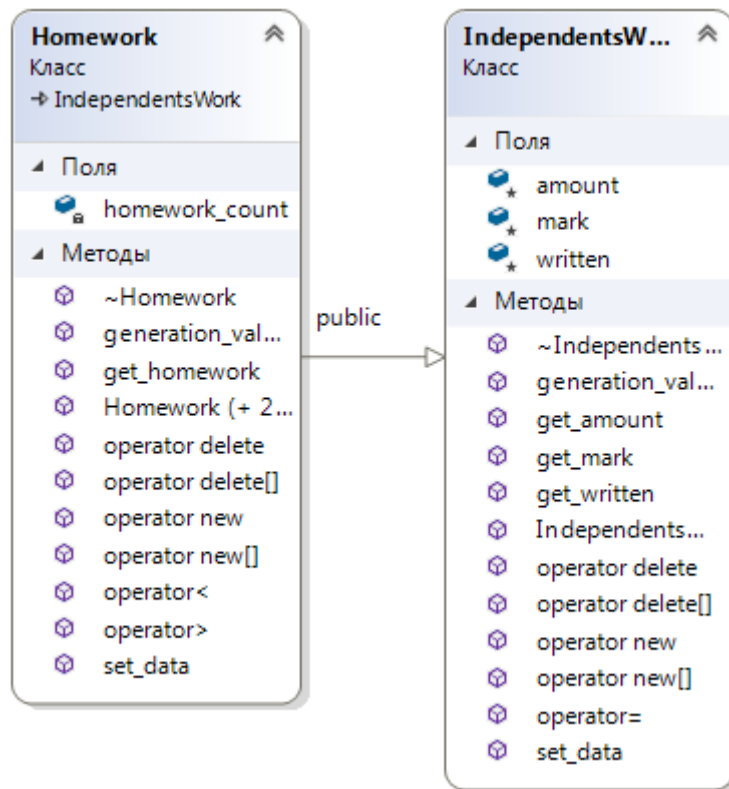 Homework
Класс
IndependentsWork
Поля
homework_count
Методы
~Homework
generation_val...
get_homework
Homework (+ 2...
operator delete
operator delete[]
operator new
operator new[]
operator<
operator>
set_data
public
IndependentsW...
Класс
Поля
amount
mark
written
Методы
~Independents...
generation_val...
get_amount
get_mark
get_written
Independents...
operator delete
operator delete[]
operator new
operator new[]
operator=
set_data